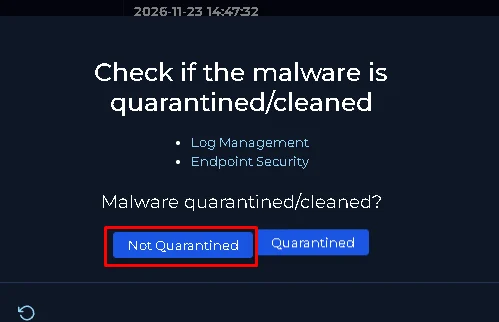 2026-11-23 14:47:32
Check if the malware is
quarantined/cleaned
Log Management
Endpoint Security
Malware quarantined/cleaned?
Not Quarantined
Quarantined